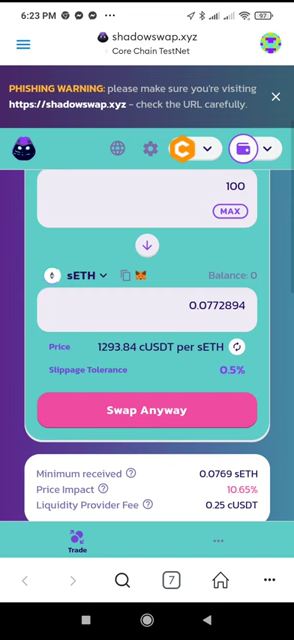 6:23 PM
97
shadowswap.xyz
Core Chain TestNet
PHISHING WARNING: please make sure you're visiting
https://shadowswap.xyz - check the URL carefully.
100
MAX
sETH
Balance: 0
0.0772894
Price 1293.84 cUSDT per sETH
Slippage Tolerance 0.5%
Swap Anyway
Minimum received 0.0769 sETH
Price Impact 10.65%
Liquidity Provider Fee 0.25 cUSDT
Trade
7